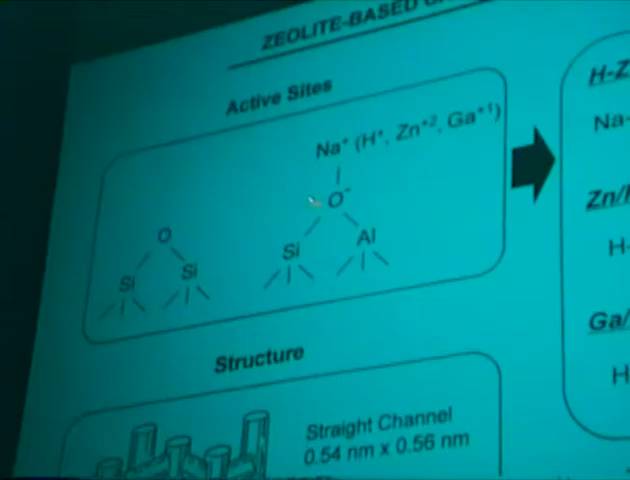 ZEOLITE-BASED
Active Sites
Na⁺ (H⁺, Zn⁺², Ga⁺¹)
O⁻
Si Al
O
Si Si
Structure
Straight Channel
0.54 nm x 0.56 nm
H-Z
Na-
Zn/
H-
Ga/
H